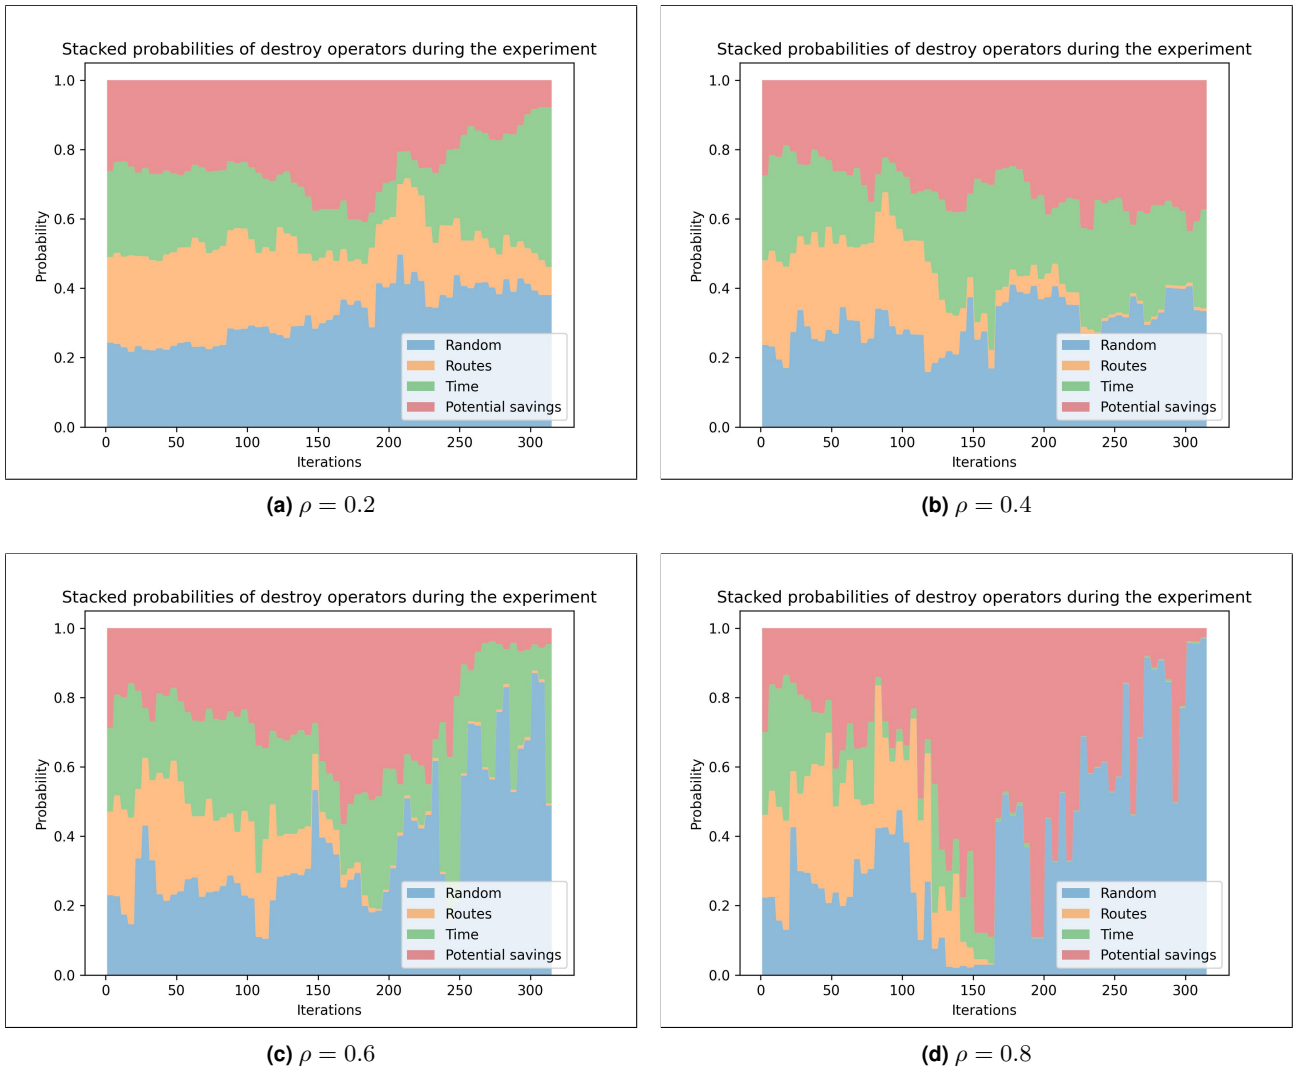 Stacked probabilities of destroy operators during the experiment
1.0
0.8
0.6
0.4
0.2
0.0
Probability
0 50 100 150 200 250 300
Iterations
Random
Routes
Time
Potential savings
(a) ρ = 0.2
Stacked probabilities of destroy operators during the experiment
1.0
0.8
0.6
0.4
0.2
0.0
Probability
0 50 100 150 200 250 300
Iterations
Random
Routes
Time
Potential savings
(b) ρ = 0.4
Stacked probabilities of destroy operators during the experiment
1.0
0.8
0.6
0.4
0.2
0.0
Probability
0 50 100 150 200 250 300
Iterations
Random
Routes
Time
Potential savings
(c) ρ = 0.6
Stacked probabilities of destroy operators during the experiment
1.0
0.8
0.6
0.4
0.2
0.0
Probability
0 50 100 150 200 250 300
Iterations
Random
Routes
Time
Potential savings
(d) ρ = 0.8